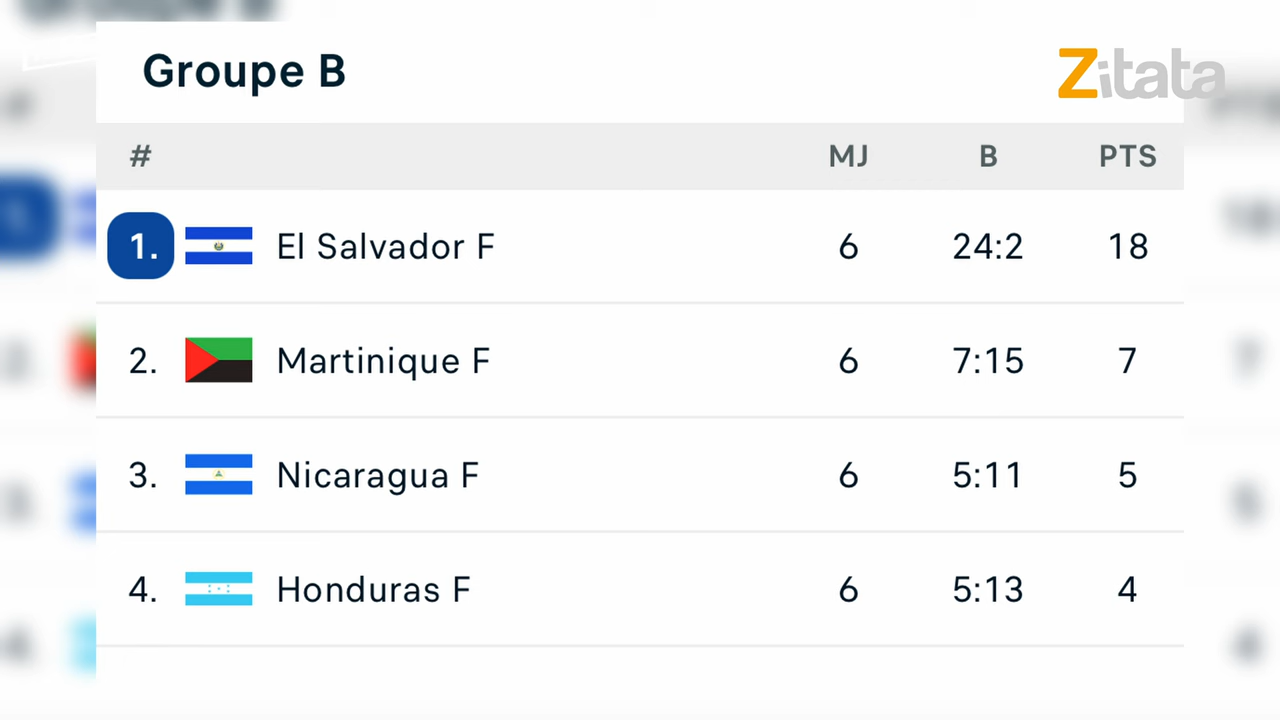 Groupe B
Zitata
# MJ B PTS
1. El Salvador F 6 24:2 18
2. Martinique F 6 7:15 7
3. Nicaragua F 6 5:11 5
4. Honduras F 6 5:13 4